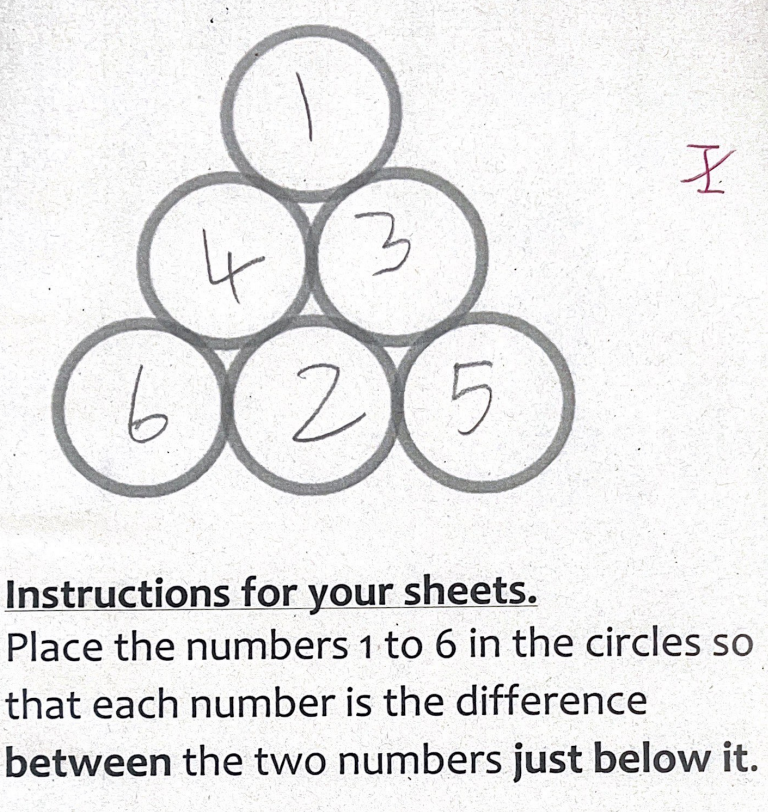 1
4 3
6 2 5
Instructions for your sheets.
Place the numbers 1 to 6 in the circles so
that each number is the difference
between the two numbers just below it.